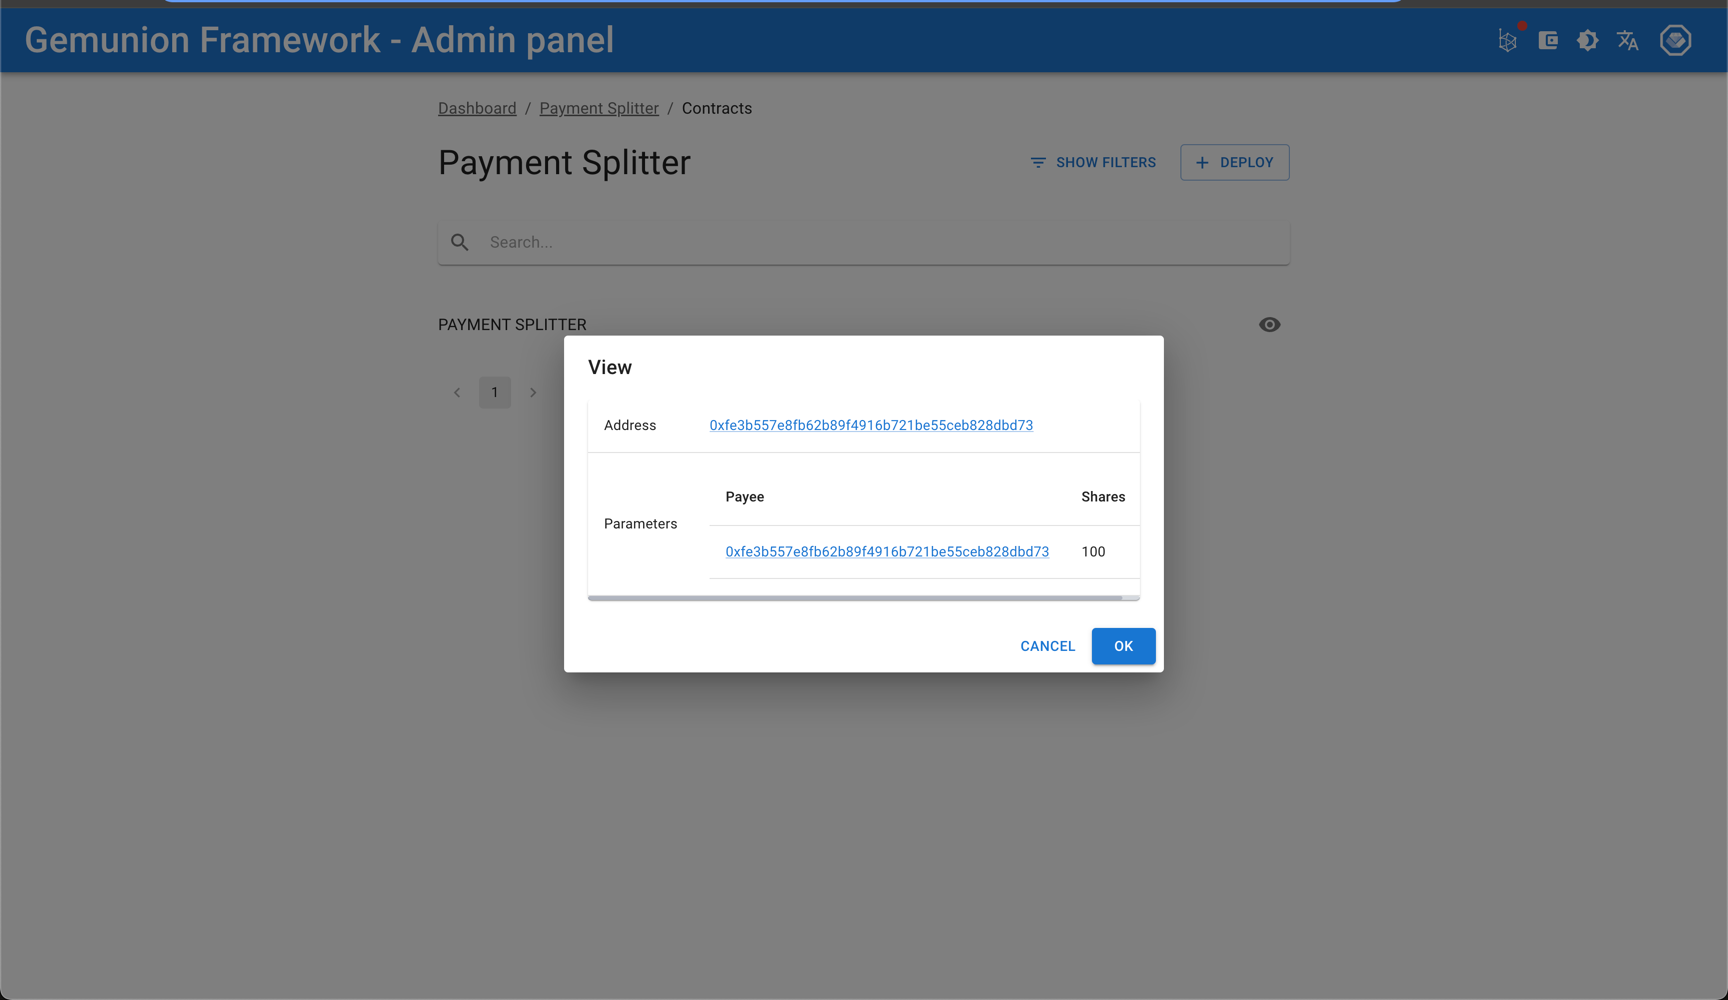 Gemunion Framework - Admin panel
Dashboard / Payment Splitter / Contracts
Payment Splitter
SHOW FILTERS
DEPLOY
Search...
PAYMENT SPLITTER
1
View
Address 0xfe3b557e8fb62b89f4916b721be55ceb828dbd73
Payee Shares
Parameters
0xfe3b557e8fb62b89f4916b721be55ceb828dbd73 100
CANCEL
OK